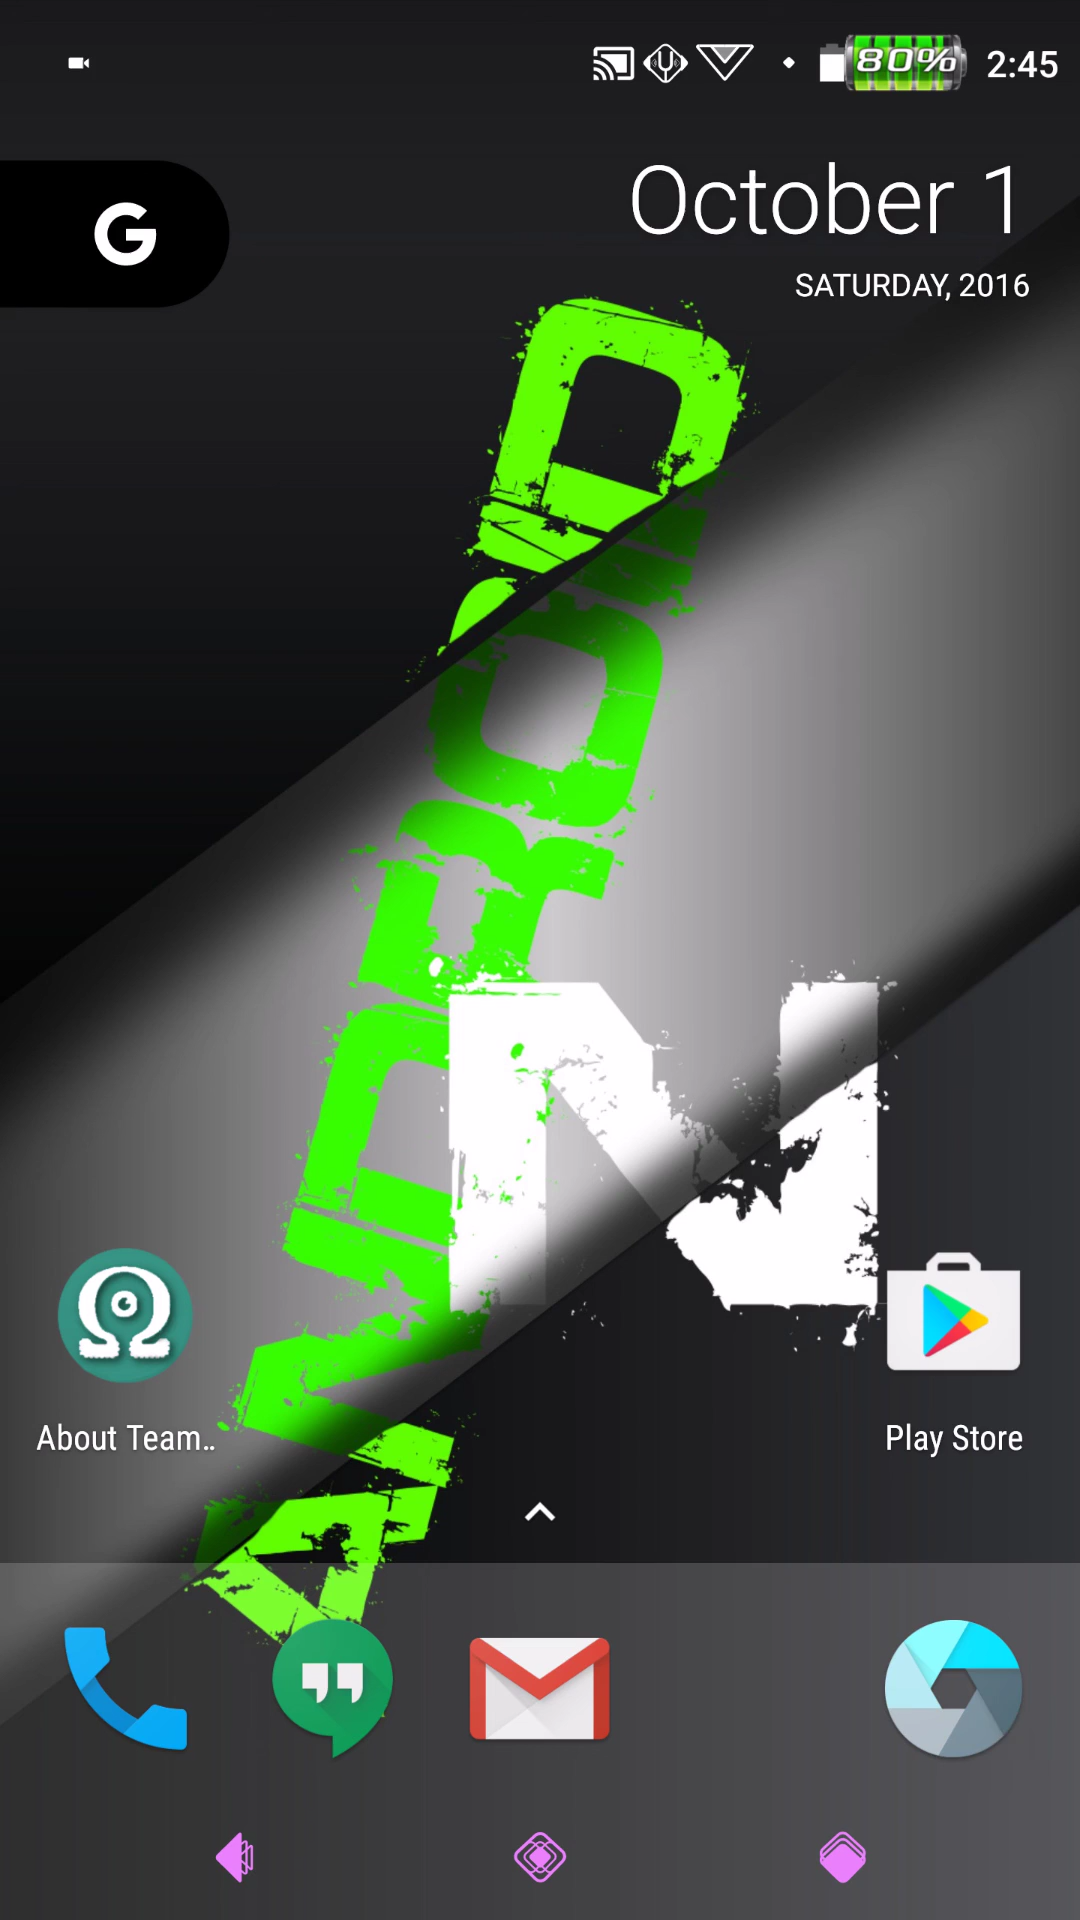 80% 2:45
G
October 1
SATURDAY, 2016
ANDROID
N
About Team..
Play Store